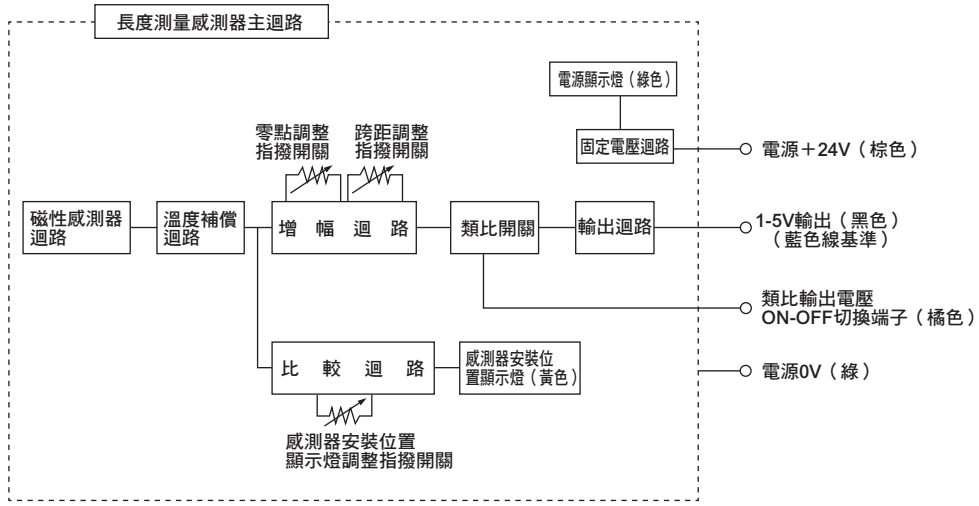 長度測量感測器主迴路
電源顯示燈（綠色）
零點調整
指撥開關
跨距調整
指撥開關
固定電壓迴路
電源＋24V（棕色）
磁性感測器
迴路
溫度補償
迴路
增幅迴路
類比開關
輸出迴路
1-5V輸出（黑色）
（藍色線基準）
類比輸出電壓
ON-OFF切換端子（橘色）
比較迴路
感測器安裝位
置顯示燈（黃色）
電源0V（綠）
感測器安裝位置
顯示燈調整指撥開關